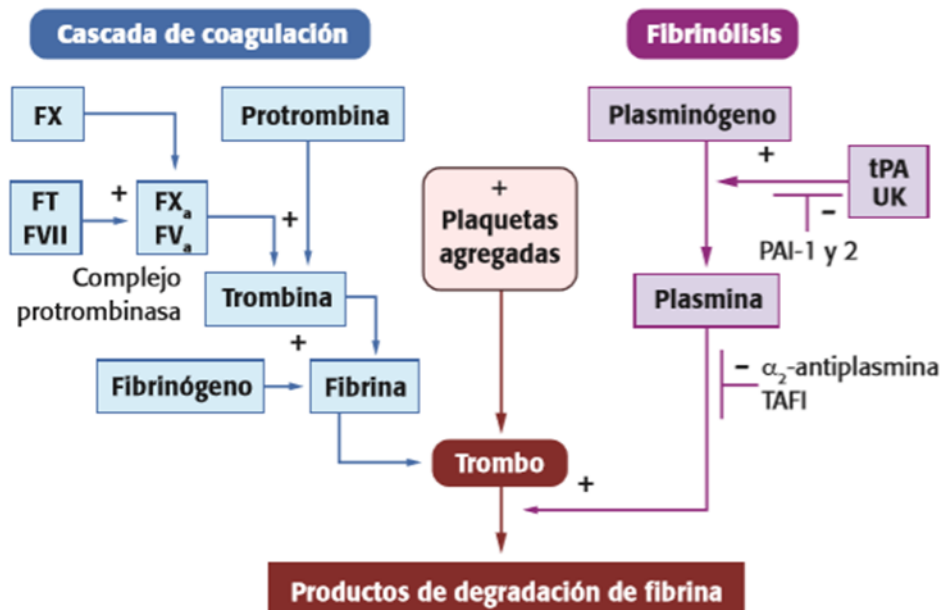 Cascada de coagulación
Fibrinólisis
FX
Protrombina
Plasminógeno
+
tPA
UK
–
PAI-1 y 2
FT
FVII
+
FXa
FVa
+
Complejo
protrombinasa
+
Plaquetas
agregadas
Trombina
Plasmina
+
Fibrinógeno
Fibrina
– α₂-antiplasmina
TAFI
Trombo
+
Productos de degradación de fibrina